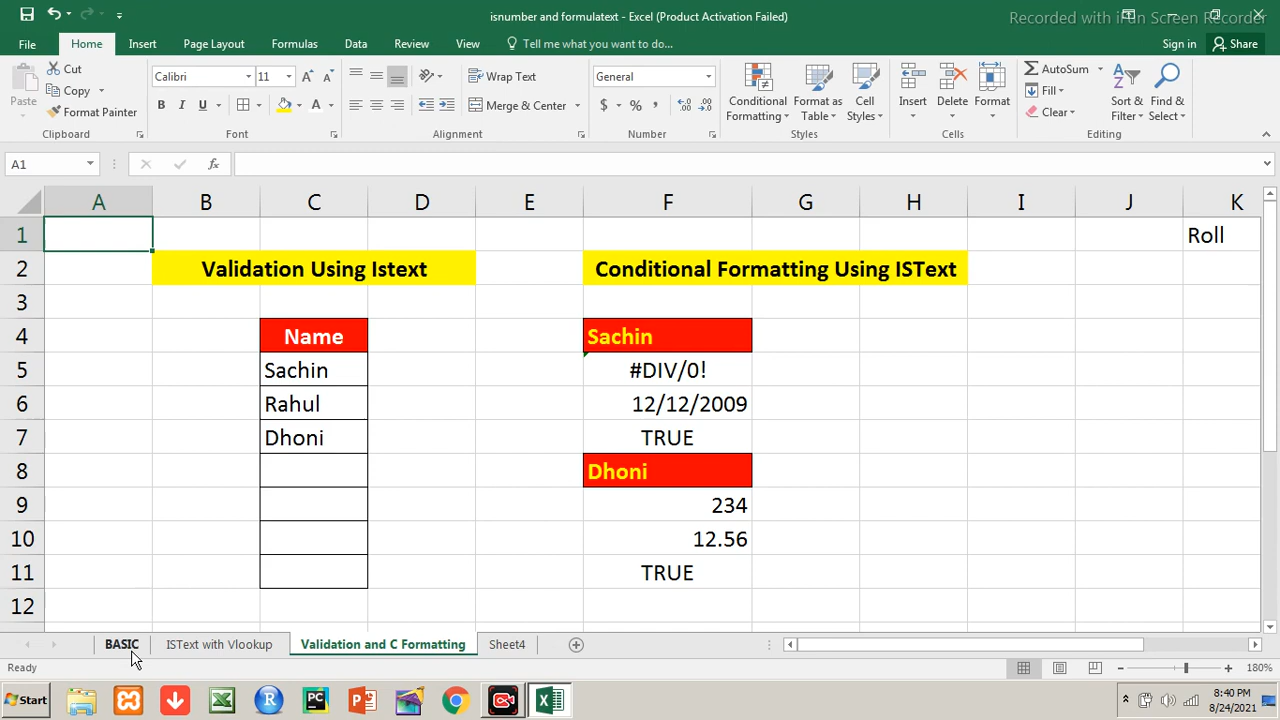 isnumber and formulatext - Excel (Product Activation Failed)
Recorded with iFun Screen Recorder
File Home Insert Page Layout Formulas Data Review View Tell me what you want to do...
Sign in Share
Paste
Cut
Copy
Format Painter
Calibri 11
B I U
Wrap Text
Merge & Center
General
$ % ,
Conditional Formatting
Format as Table
Cell Styles
Insert
Delete
Format
AutoSum
Fill
Clear
Sort & Filter
Find & Select
Clipboard Font Alignment Number Styles Cells Editing
A1 fx
A B C D E F G H I J K
1 Roll
2 Validation Using Istext Conditional Formatting Using ISText
3
4 Name Sachin
5 Sachin #DIV/0!
6 Rahul 12/12/2009
7 Dhoni TRUE
8 Dhoni
9 234
10 12.56
11 TRUE
12
BASIC ISText with Vlookup Validation and C Formatting Sheet4
Ready
180%
Start
8:40 PM
8/24/2021